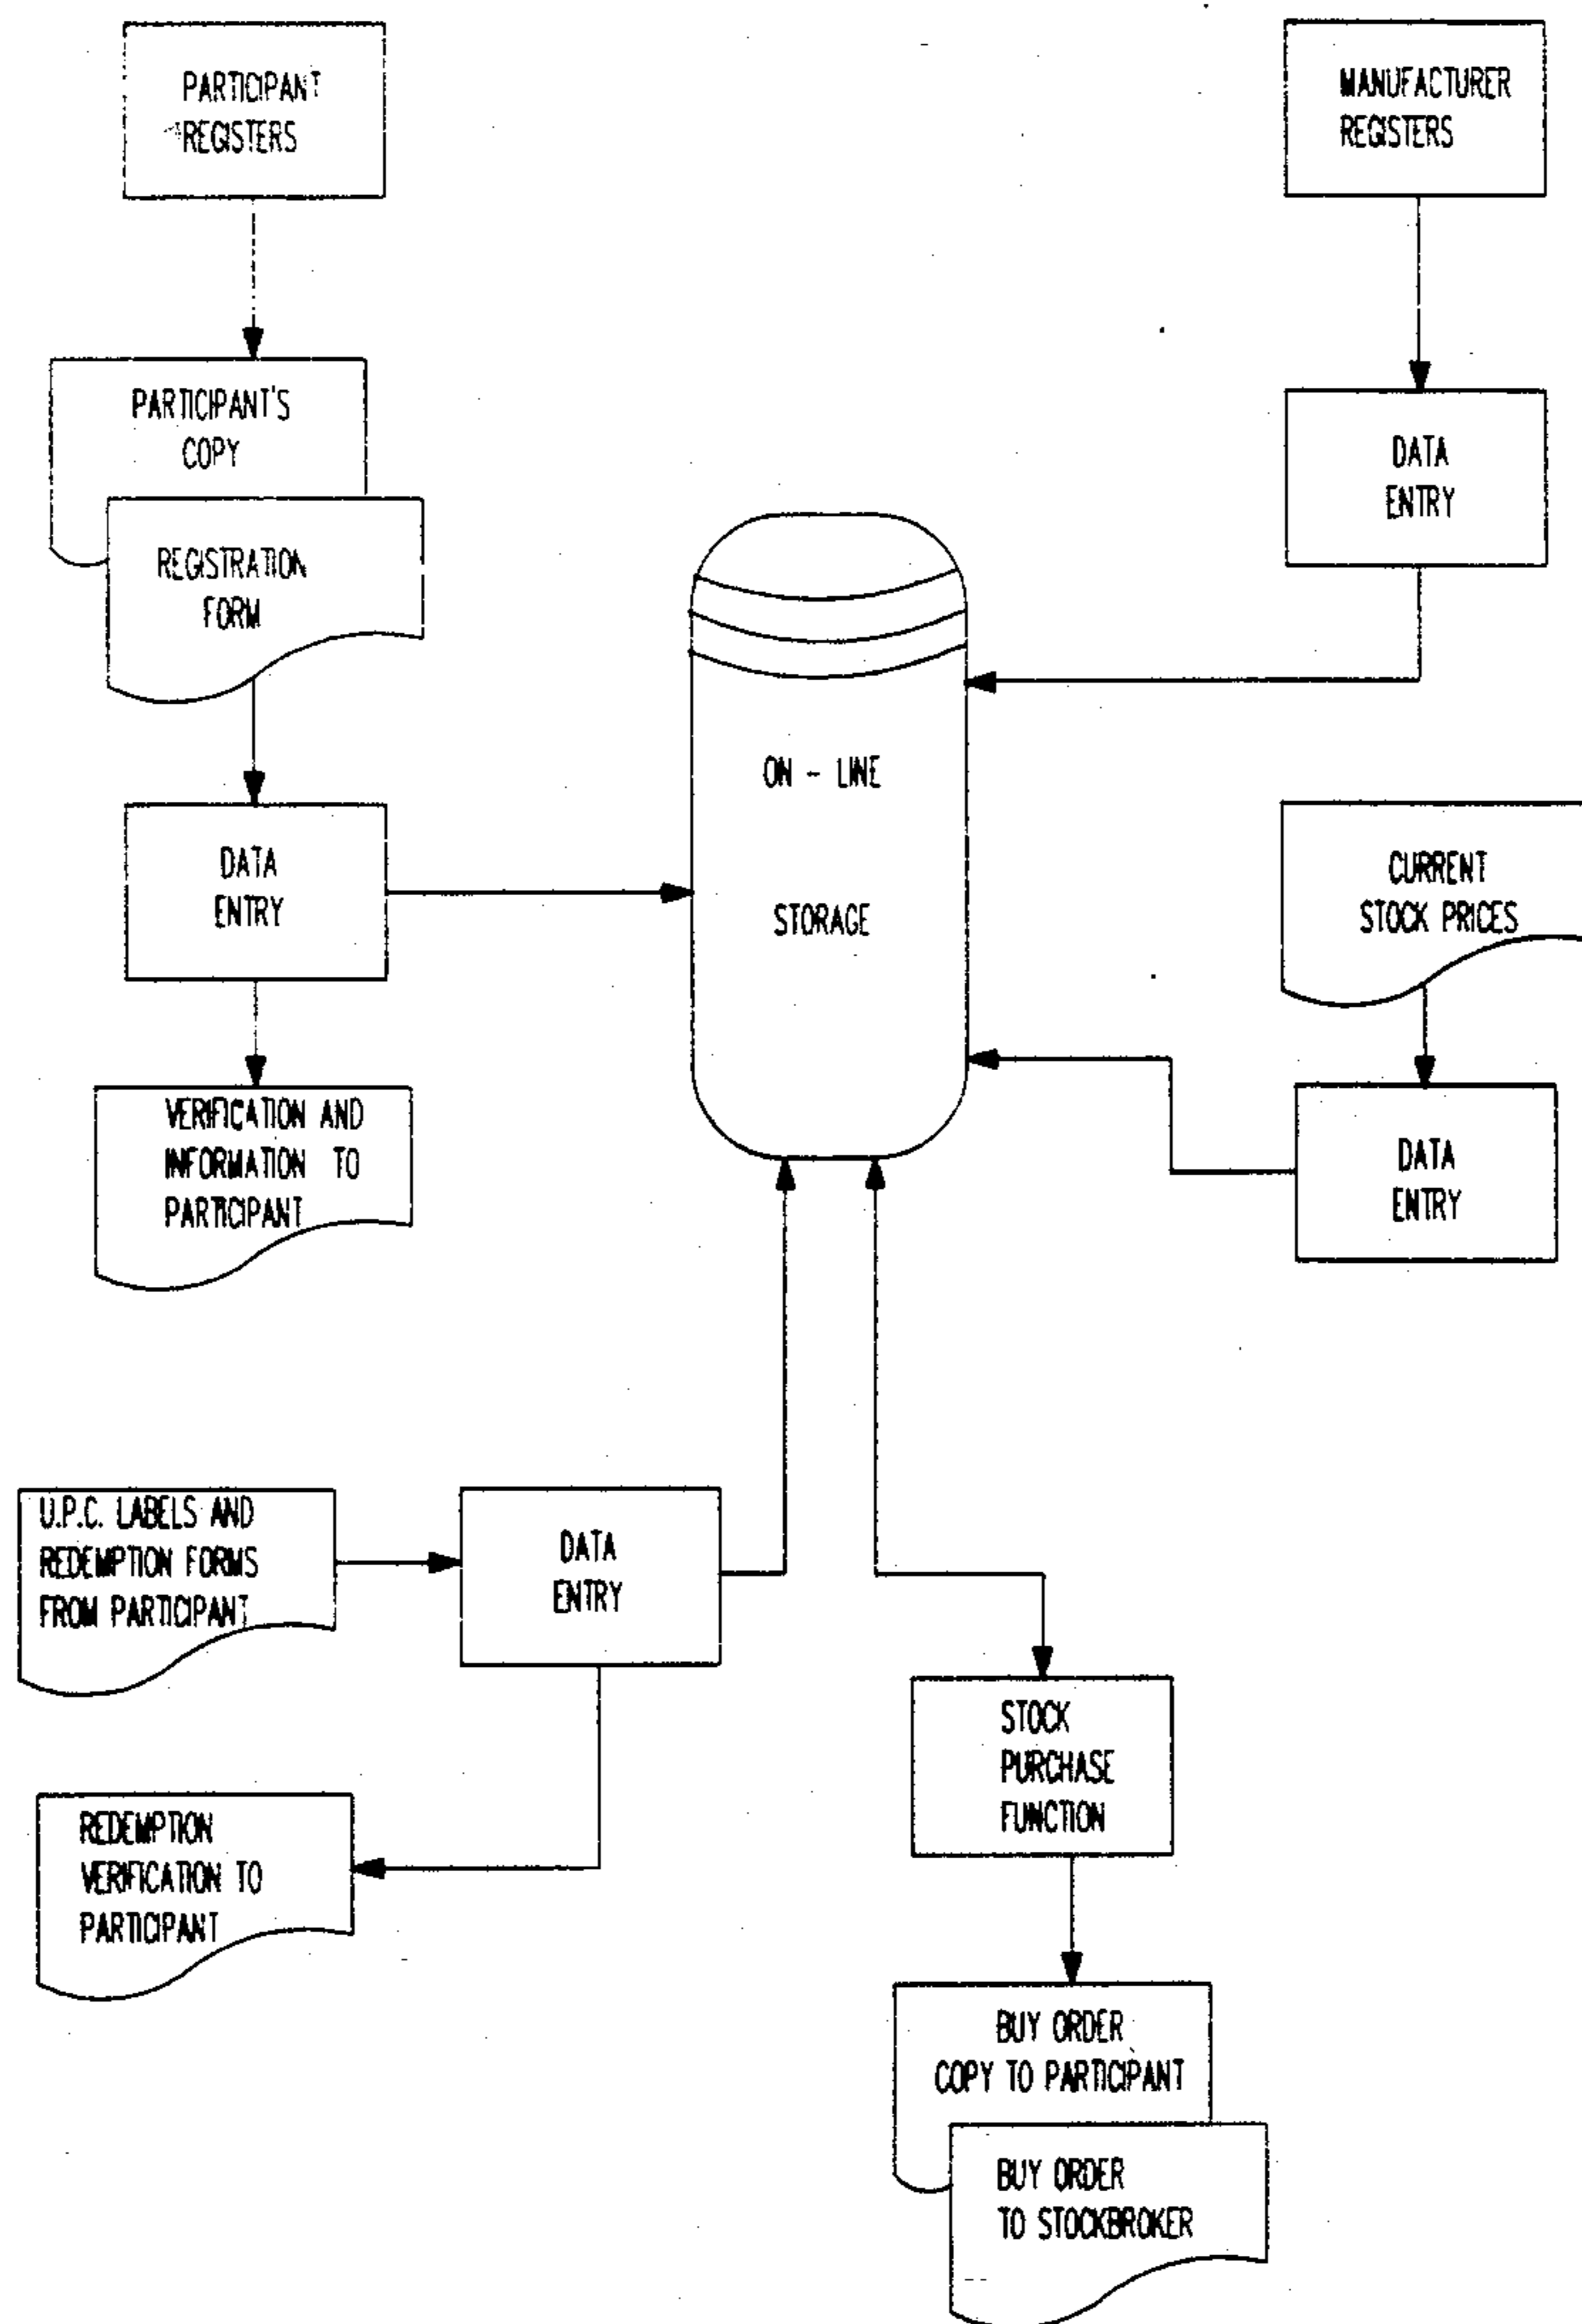 PARTICIPANT
REGISTERS
MANUFACTURER
REGISTERS
PARTICIPANT'S
COPY
REGISTRATION
FORM
DATA
ENTRY
ON - LINE
STORAGE
DATA
ENTRY
CURRENT
STOCK PRICES
VERIFICATION AND
INFORMATION TO
PARTICIPANT
DATA
ENTRY
U.P.C. LABELS AND
REDEMPTION FORMS
FROM PARTICIPANT
DATA
ENTRY
REDEMPTION
VERIFICATION TO
PARTICIPANT
STOCK
PURCHASE
FUNCTION
BUY ORDER
COPY TO PARTICIPANT
BUY ORDER
TO STOCKBROKER